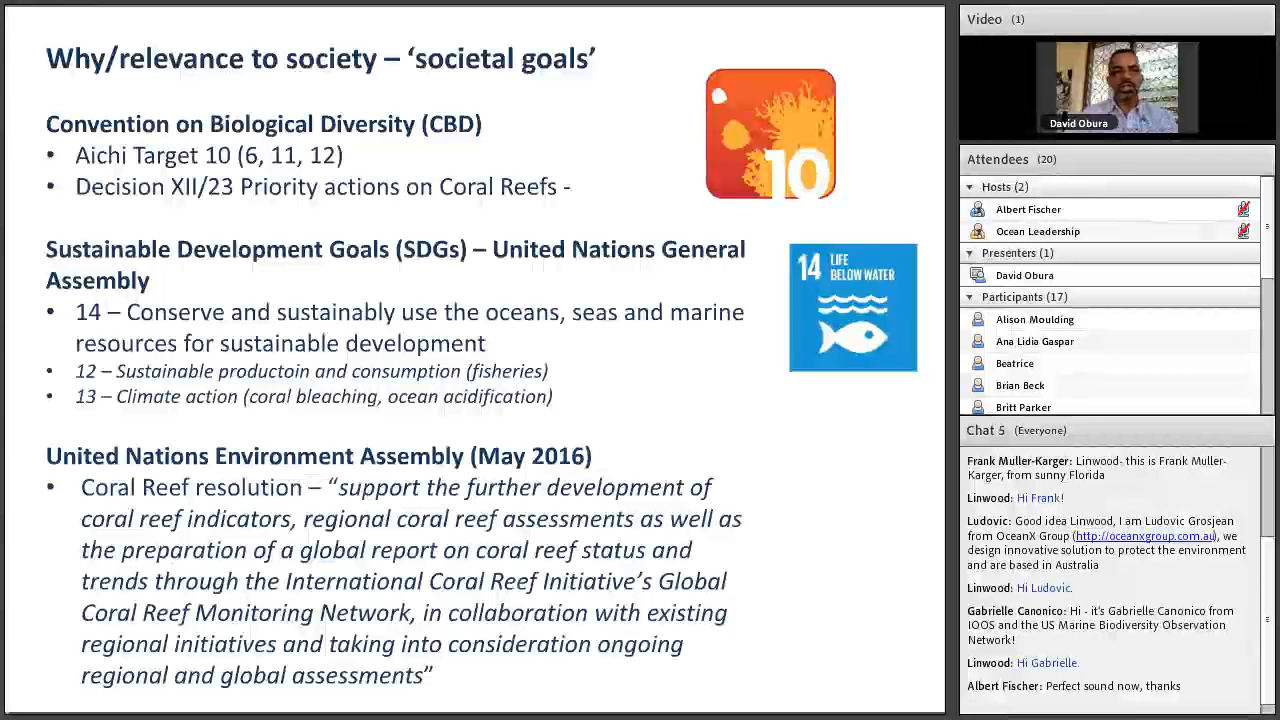 Why/relevance to society – ‘societal goals’
Convention on Biological Diversity (CBD)
• Aichi Target 10 (6, 11, 12)
• Decision XII/23 Priority actions on Coral Reefs -
10
Sustainable Development Goals (SDGs) – United Nations General
Assembly
• 14 – Conserve and sustainably use the oceans, seas and marine
resources for sustainable development
• 12 – Sustainable productoin and consumption (fisheries)
• 13 – Climate action (coral bleaching, ocean acidification)
14 LIFE
BELOW WATER
United Nations Environment Assembly (May 2016)
• Coral Reef resolution – “support the further development of
coral reef indicators, regional coral reef assessments as well as
the preparation of a global report on coral reef status and
trends through the International Coral Reef Initiative’s Global
Coral Reef Monitoring Network, in collaboration with existing
regional initiatives and taking into consideration ongoing
regional and global assessments”
Video (1)
David Obura
Attendees (20)
Hosts (2)
Albert Fischer
Ocean Leadership
Presenters (1)
David Obura
Participants (17)
Alison Moulding
Ana Lidia Gaspar
Beatrice
Brian Beck
Britt Parker
Chat 5 (Everyone)
Frank Muller-Karger: Linwood- this is Frank Muller-
Karger, from sunny Florida
Linwood: Hi Frank!
Ludovic: Good idea Linwood, I am Ludovic Grosjean
from OceanX Group (http://oceanxgroup.com.au), we
design innovative solution to protect the environment
and are based in Australia
Linwood: Hi Ludovic.
Gabrielle Canonico: Hi - it's Gabrielle Canonico from
IOOS and the US Marine Biodiversity Observation
Network!
Linwood: Hi Gabrielle.
Albert Fischer: Perfect sound now, thanks